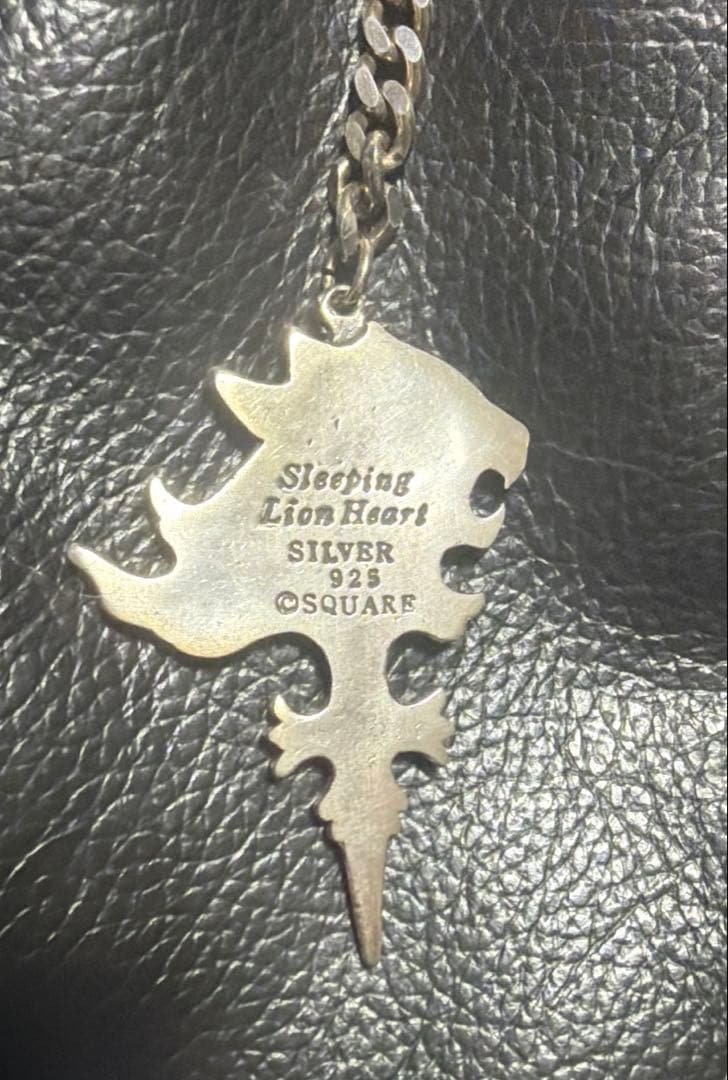 Sleeping
Lion Heart
SILVER
925
©SQUARE